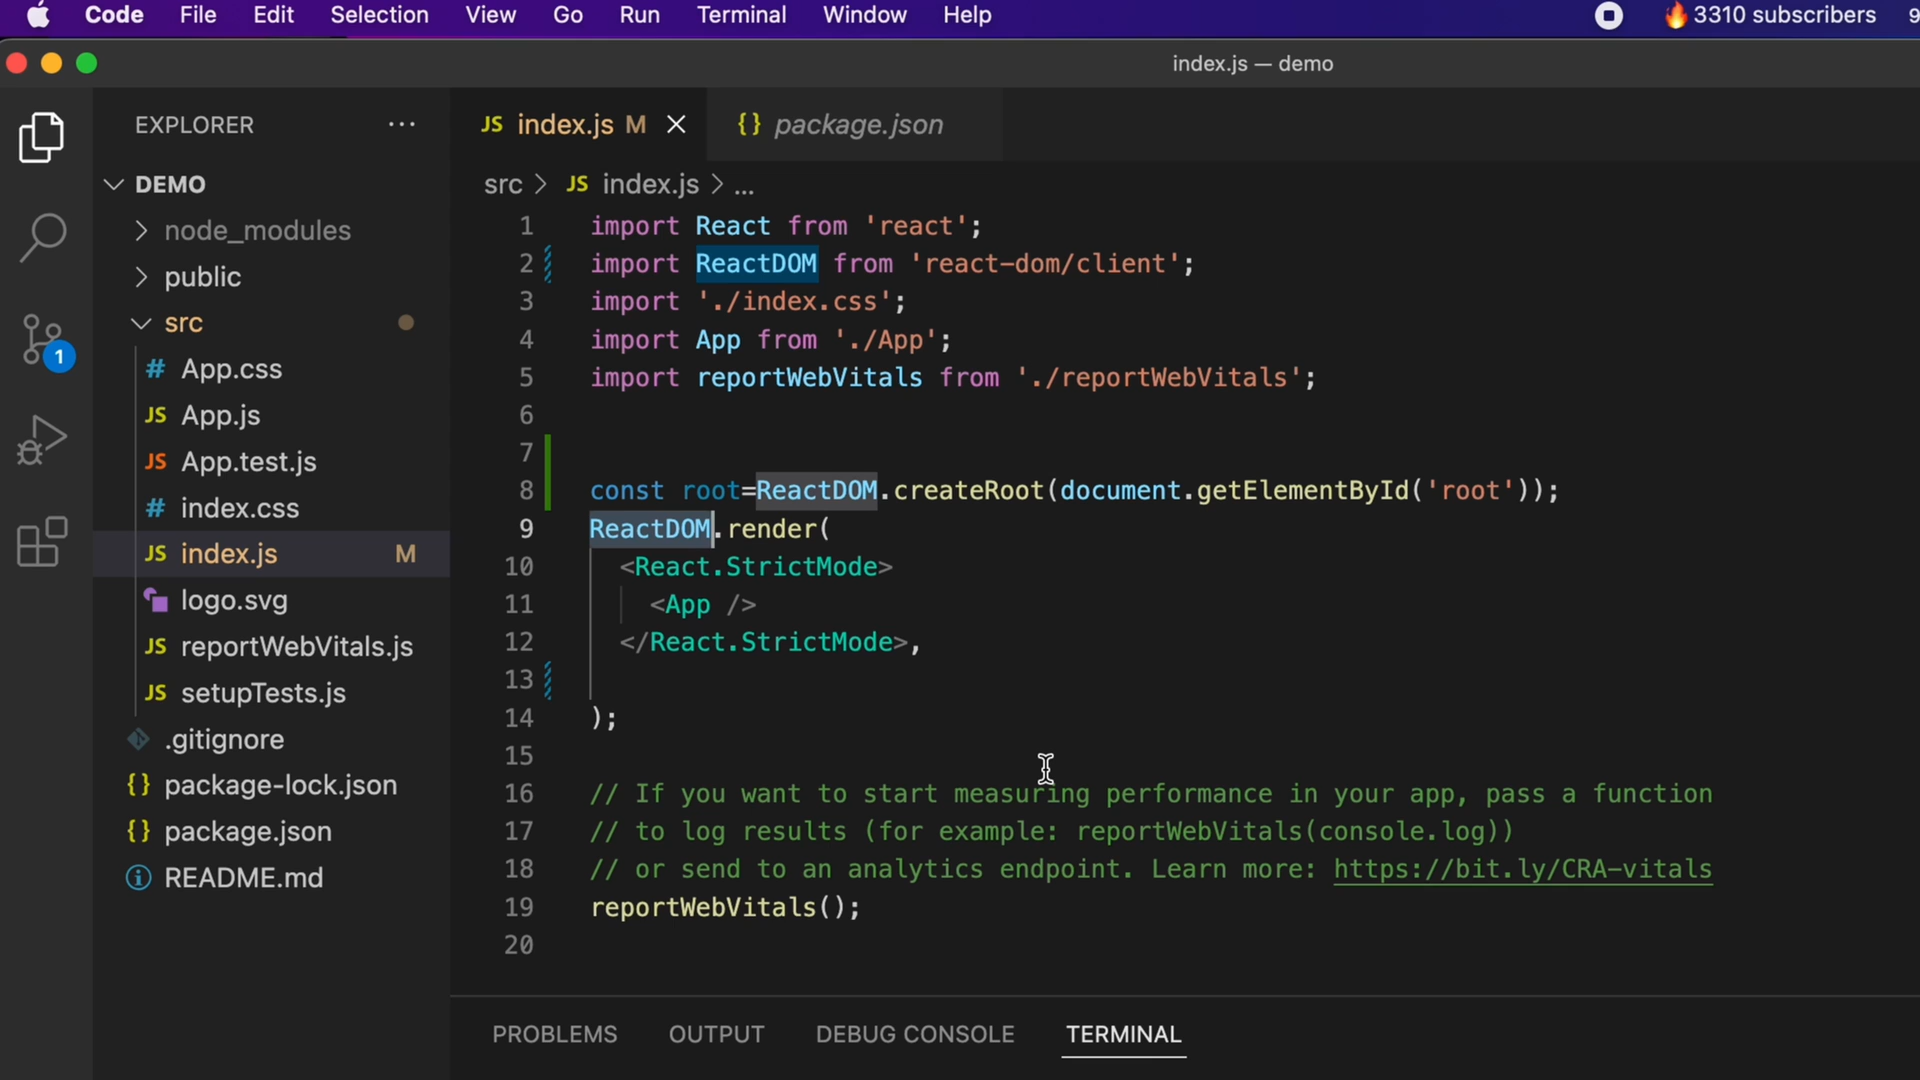 Code File Edit Selection View Go Run Terminal Window Help 🔥3310 subscribers 9
index.js — demo
EXPLORER ···
JS index.js M × {} package.json
DEMO
src > JS index.js > ...
node_modules
public
src
# App.css
JS App.js
JS App.test.js
# index.css
JS index.js M
logo.svg
JS reportWebVitals.js
JS setupTests.js
.gitignore
{} package-lock.json
{} package.json
README.md
1
1 import React from 'react';
2 import ReactDOM from 'react-dom/client';
3 import './index.css';
4 import App from './App';
5 import reportWebVitals from './reportWebVitals';
6
7
8 const root=ReactDOM.createRoot(document.getElementById('root'));
9 ReactDOM.render(
10 <React.StrictMode>
11 <App />
12 </React.StrictMode>,
13
14 );
15
16 // If you want to start measuring performance in your app, pass a function
17 // to log results (for example: reportWebVitals(console.log))
18 // or send to an analytics endpoint. Learn more: https://bit.ly/CRA-vitals
19 reportWebVitals();
20
PROBLEMS OUTPUT DEBUG CONSOLE TERMINAL